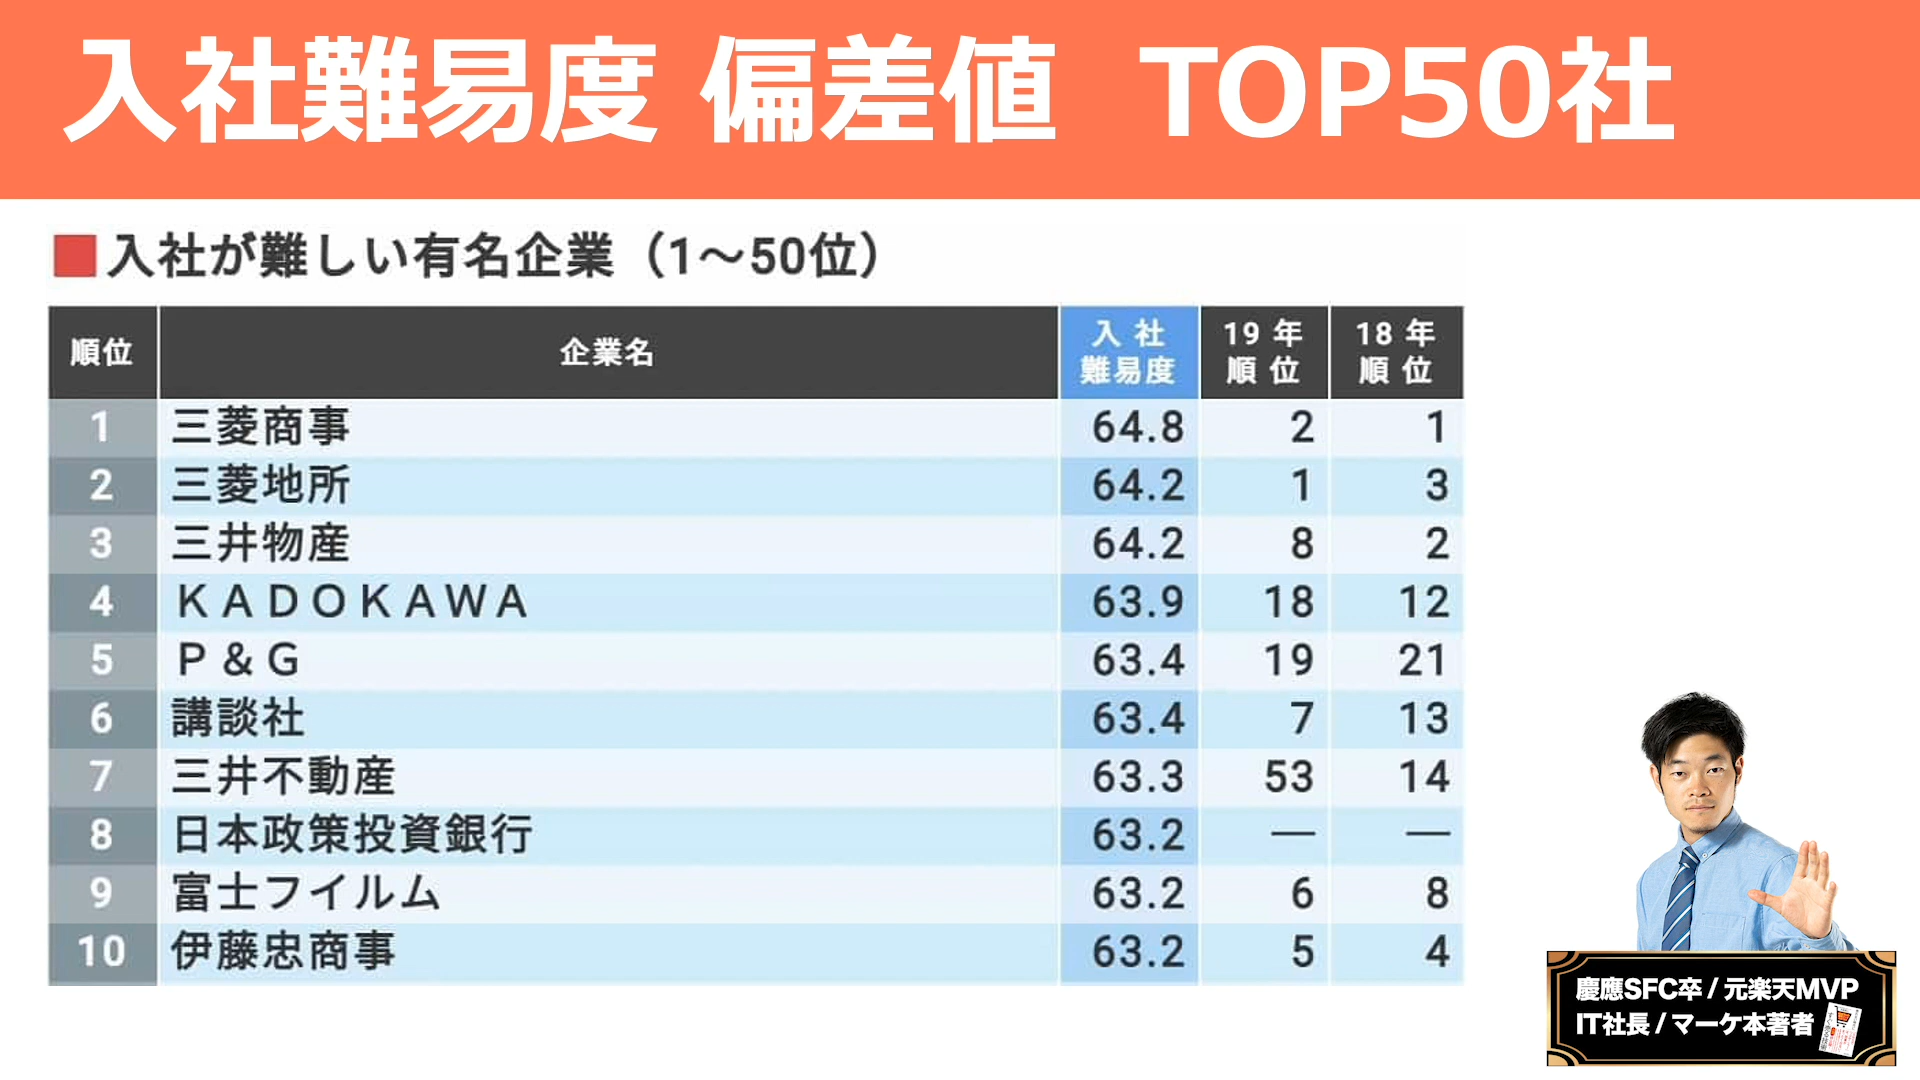 入社難易度 偏差値 TOP50社
■入社が難しい有名企業（1～50位）
順位 企業名 入社難易度 19年順位 18年順位
1 三菱商事 64.8 2 1
2 三菱地所 64.2 1 3
3 三井物産 64.2 8 2
4 ＫＡＤＯＫＡＷＡ 63.9 18 12
5 Ｐ＆Ｇ 63.4 19 21
6 講談社 63.4 7 13
7 三井不動産 63.3 53 14
8 日本政策投資銀行 63.2 ― ―
9 富士フイルム 63.2 6 8
10 伊藤忠商事 63.2 5 4
慶應SFC卒 / 元楽天MVP
IT社長 / マーケ本著者